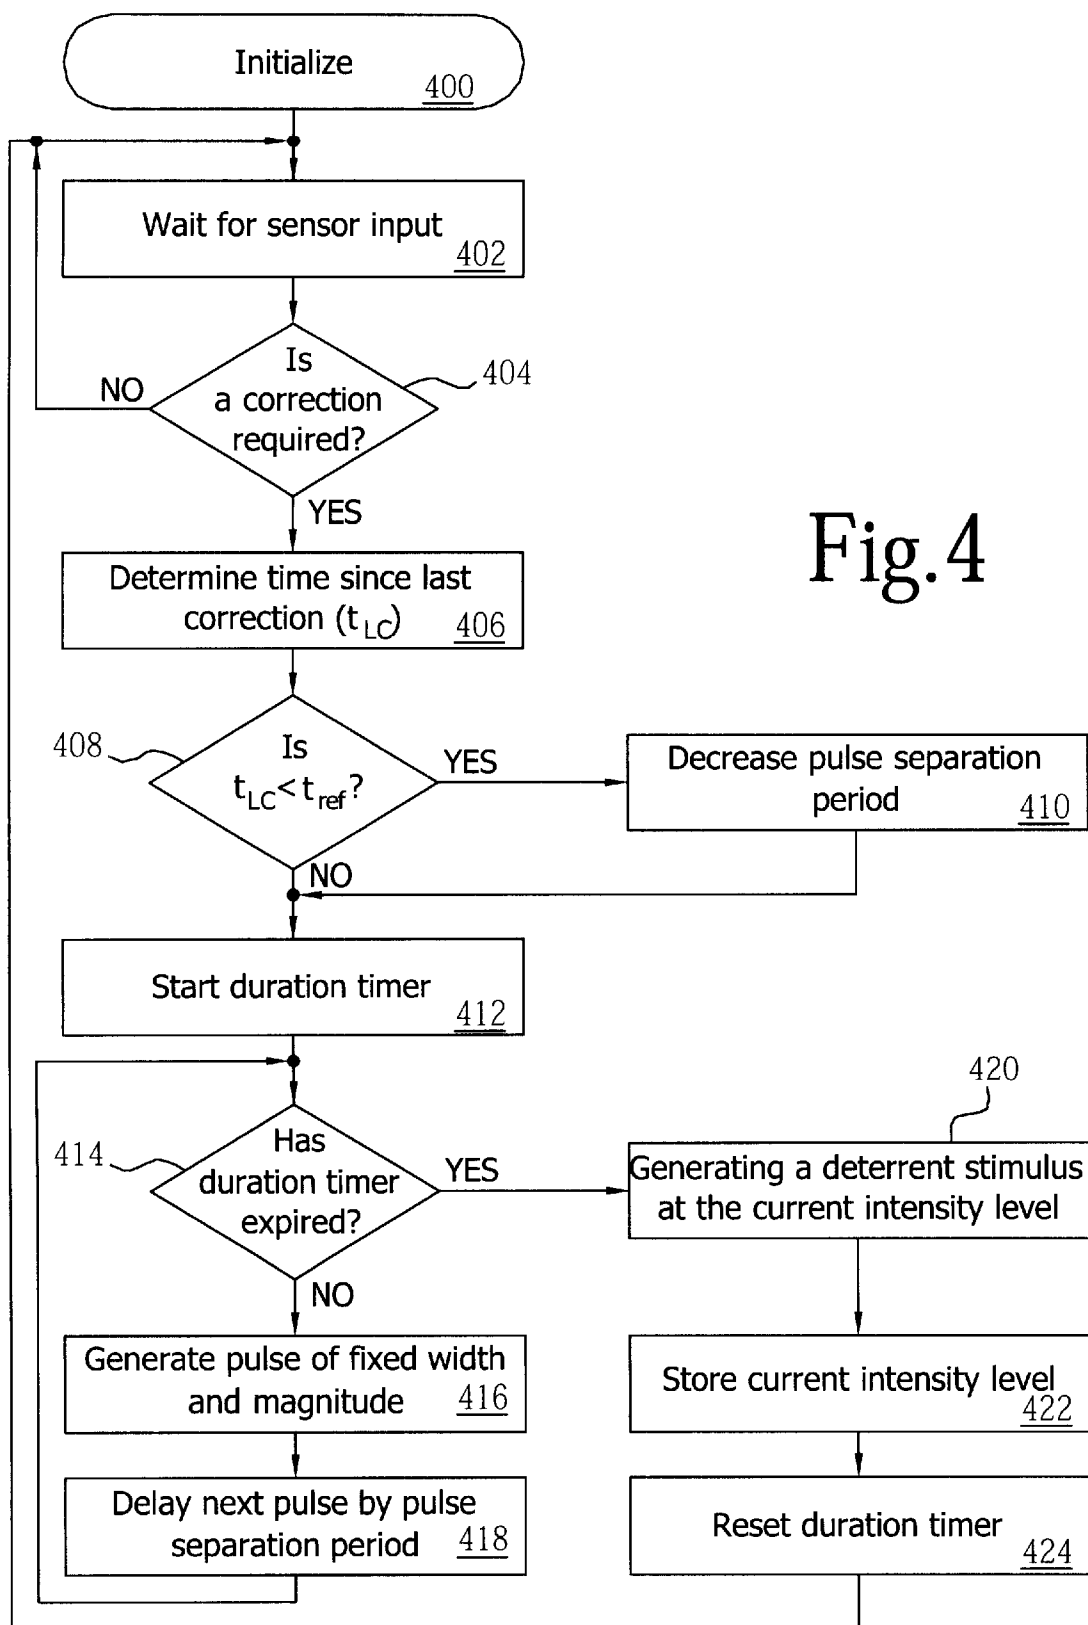 Initialize
400
Wait for sensor input
402
Is
a correction
required?
404
NO
YES
Determine time since last
correction (t LC)
406
Fig.4
Is
tLC< tref?
408
YES
NO
Decrease pulse separation
period
410
Start duration timer
412
Has
duration timer
expired?
414
YES
NO
420
Generating a deterrent stimulus
at the current intensity level
Generate pulse of fixed width
and magnitude
416
Store current intensity level
422
Delay next pulse by pulse
separation period
418
Reset duration timer
424